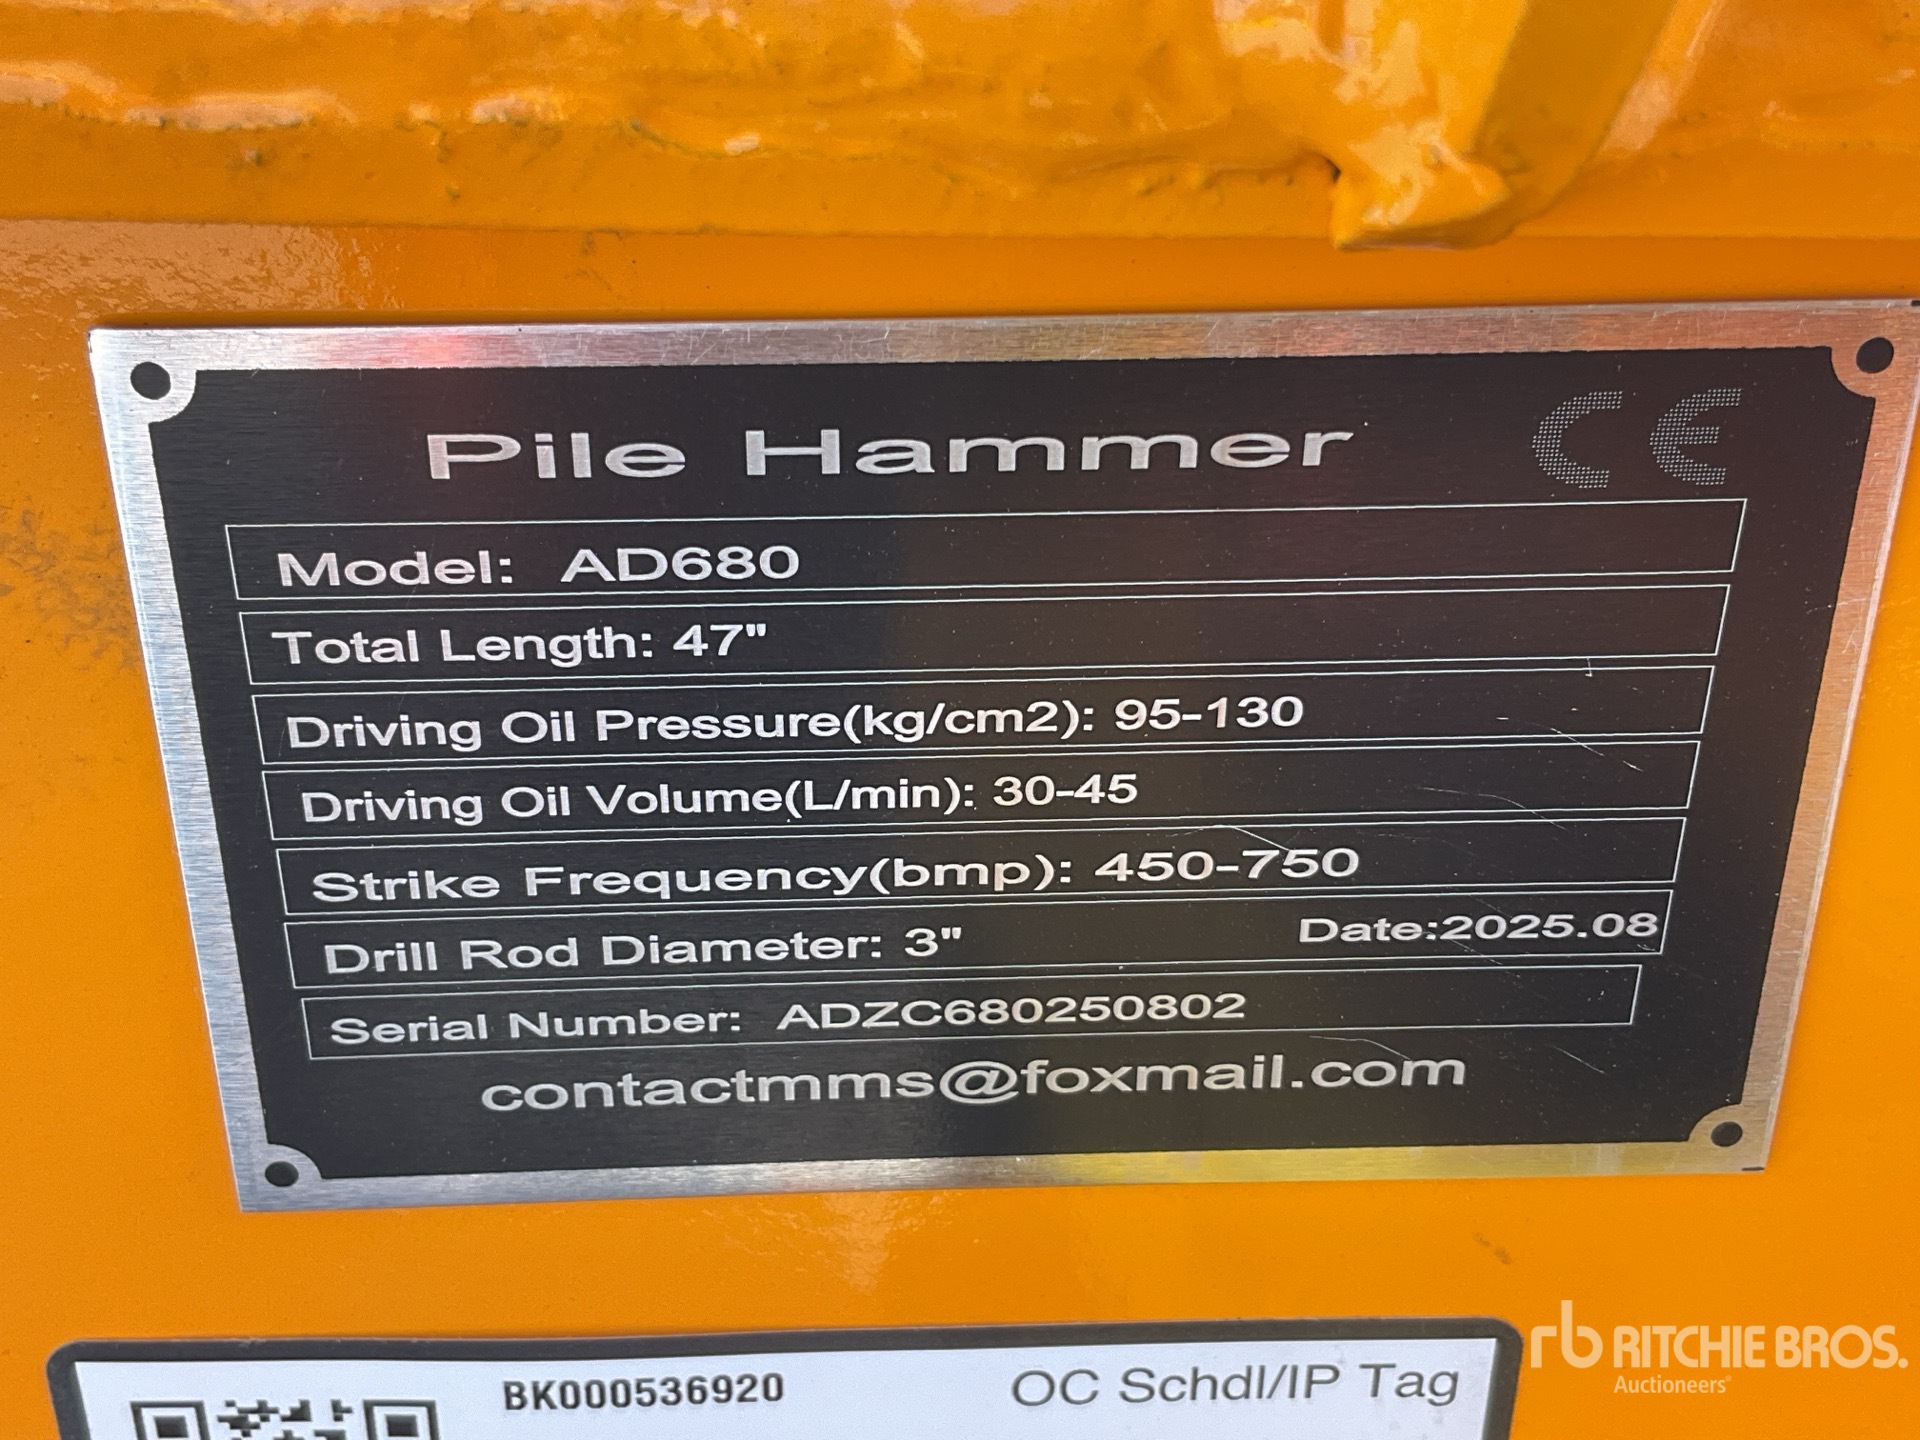 Pile Hammer CE
Model: AD680
Total Length: 47"
Driving Oil Pressure(kg/cm2): 95-130
Driving Oil Volume(L/min): 30-45
Strike Frequency(bmp): 450-750
Drill Rod Diameter: 3" Date:2025.08
Serial Number: ADZC680250802
contactmms@foxmail.com
BK000536920 OC Schdl/IP Tag
rb RITCHIE BROS.
Auctioneers